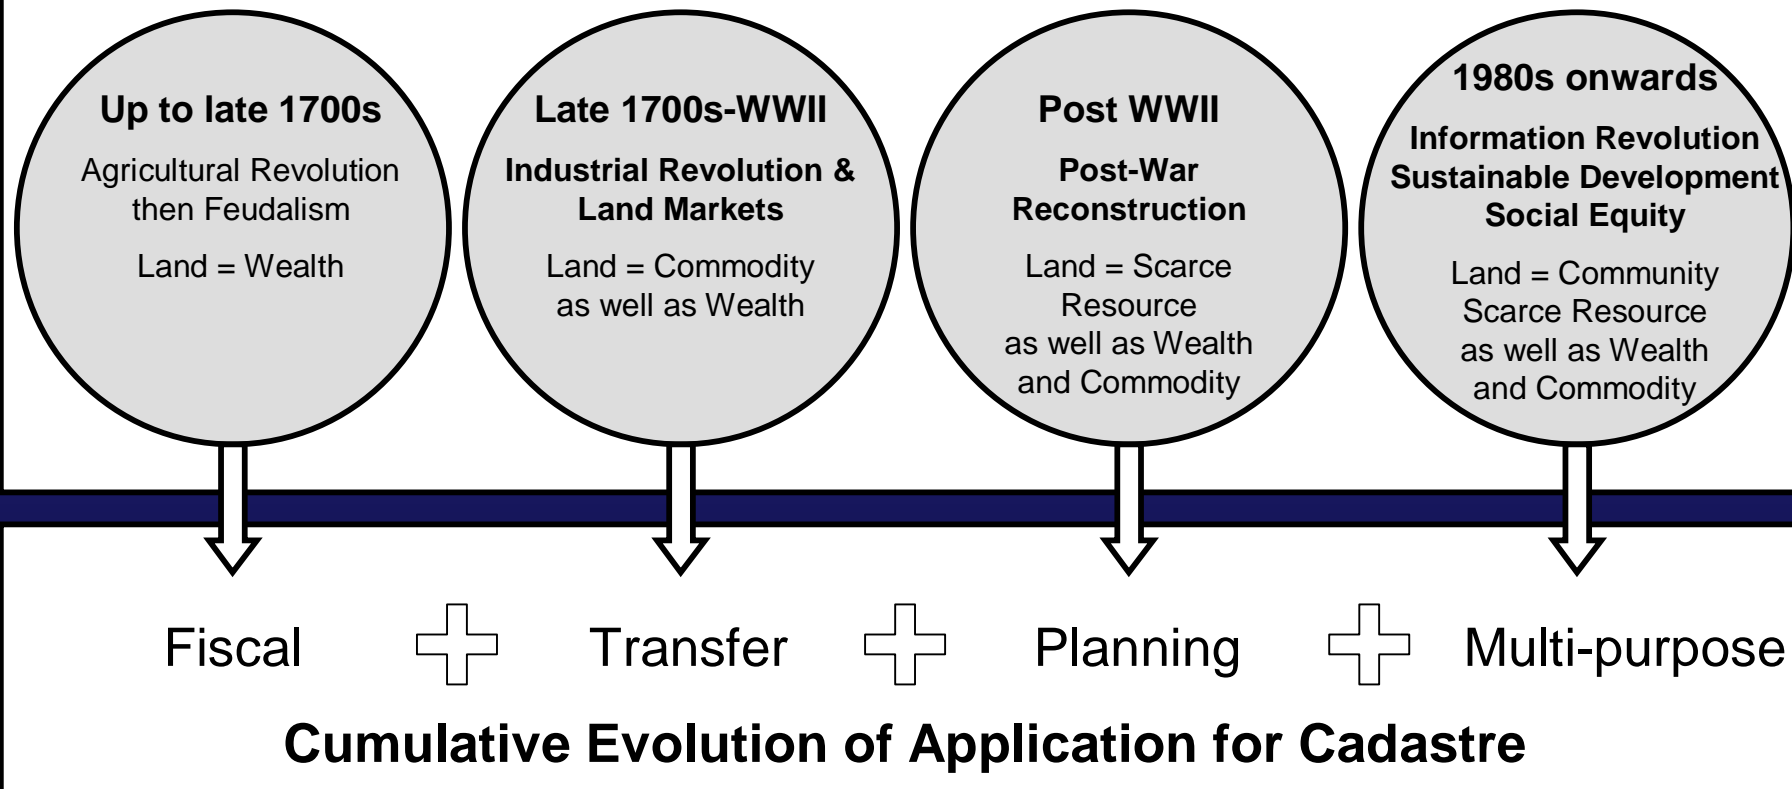 Up to late 1700s
Agricultural Revolution
then Feudalism
Land = Wealth
Late 1700s-WWII
Industrial Revolution &
Land Markets
Land = Commodity
as well as Wealth
Post WWII
Post-War
Reconstruction
Land = Scarce
Resource
as well as Wealth
and Commodity
1980s onwards
Information Revolution
Sustainable Development
Social Equity
Land = Community
Scarce Resource
as well as Wealth
and Commodity
Fiscal
Transfer
Planning
Multi-purpose
Cumulative Evolution of Application for Cadastre